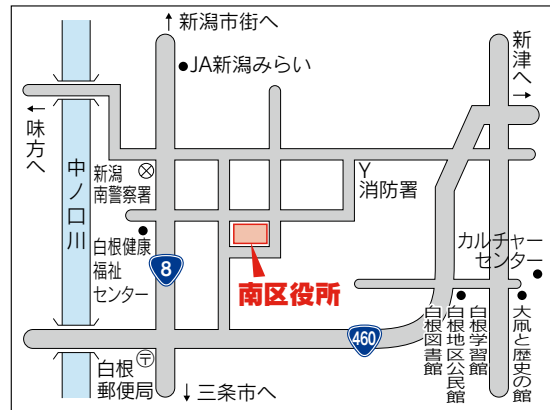 ↑新潟市街へ
●JA新潟みらい
新津へ→
←味方へ
中ノ口川
新潟
南警察署
Y
消防署
白根健康
福祉
センター
8
南区役所
カルチャー
センター
460
白根図書館
白根地区公民館
白根学習館
大凧と歴史の館
白根
郵便局
〒
↓三条市へ